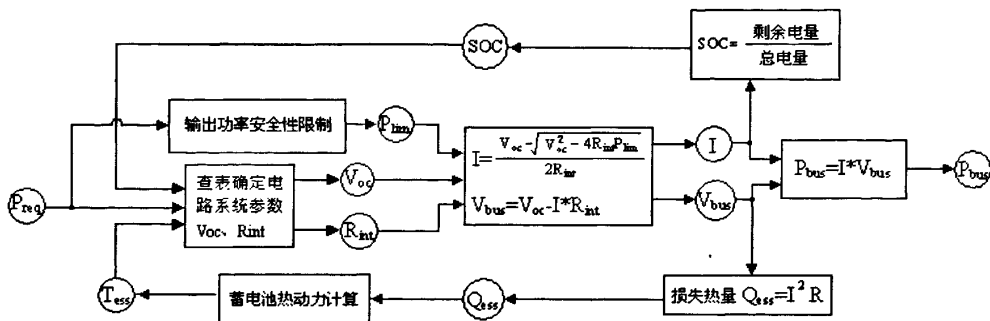 SOC
SOC= 剩余电量
总电量
输出功率安全性限制
P_lim
I= V_oc-√V_oc^2-4R_int P_lim
2R_int
V_bus=V_oc-I*R_int
I
P_bus=I*V_bus
P_bus
P_req
查表确定电
路系统参数
Voc、Rint
V_oc
R_int
V_bus
T_ess
蓄电池热动力计算
Q_ess
损失热量 Q_ess=I^2 R